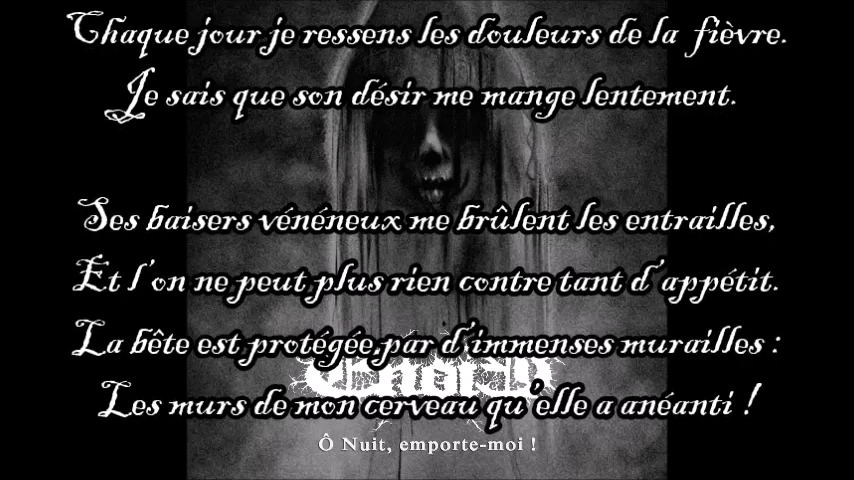 Chaque jour je ressens les douleurs de la fièvre.
Je sais que son désir me mange lentement.
Ses baisers vénéneux me brûlent les entrailles,
Et l'on ne peut plus rien contre tant d'appétit.
La bête est protégée par d'immenses murailles :
Les murs de mon cerveau qu'elle a anéanti !
Ô Nuit, emporte-moi !